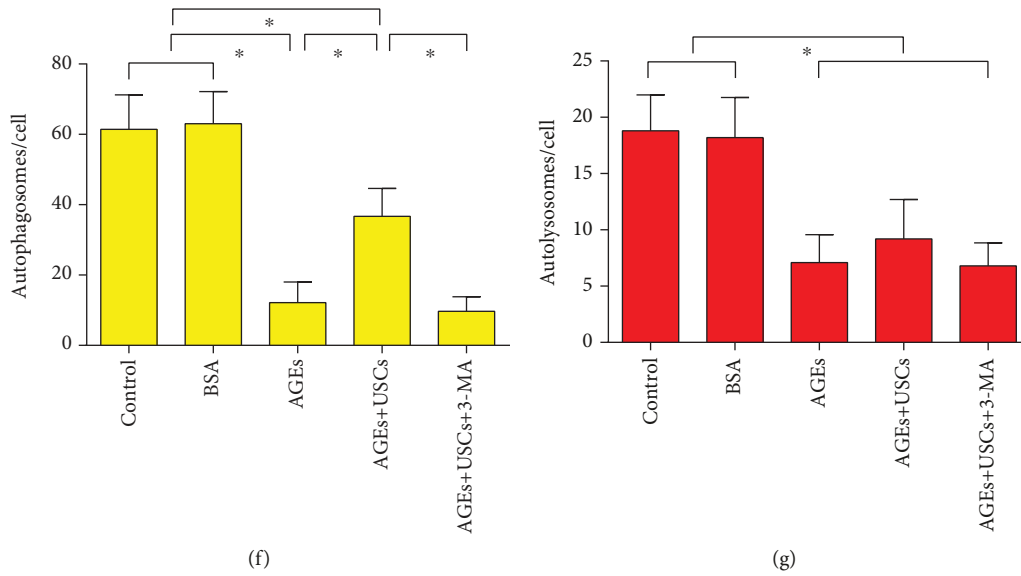 *
* * *
80
60
40
20
0
Autophagosomes/cell
Control
BSA
AGEs
AGEs+USCs
AGEs+USCs+3-MA
(f)
*
25
20
15
10
5
0
Autolysosomes/cell
Control
BSA
AGEs
AGEs+USCs
AGEs+USCs+3-MA
(g)